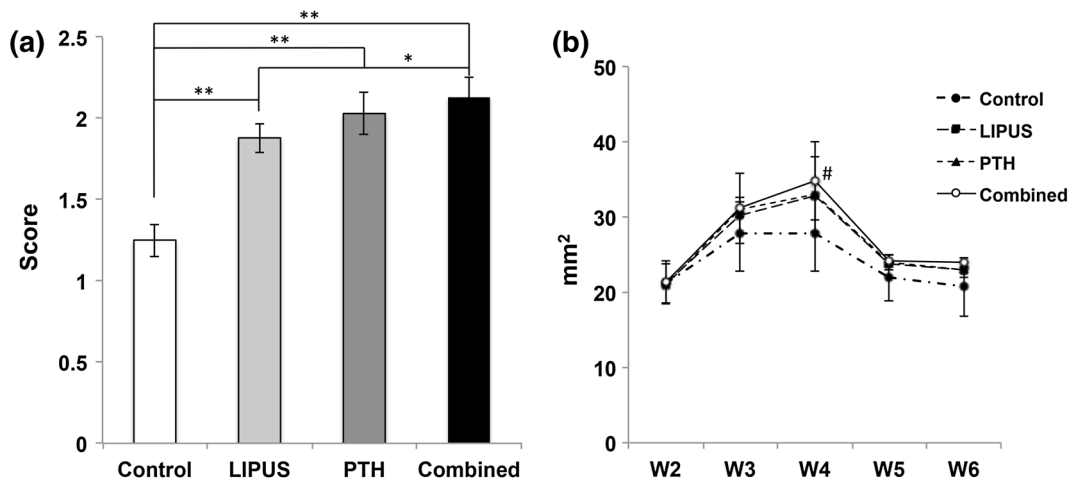 (a)
Score
2.5
2
1.5
1
0.5
0
**
**
*
**
Control LIPUS PTH Combined
(b)
mm²
50
40
30
20
10
0
#
Control
LIPUS
PTH
Combined
W2 W3 W4 W5 W6